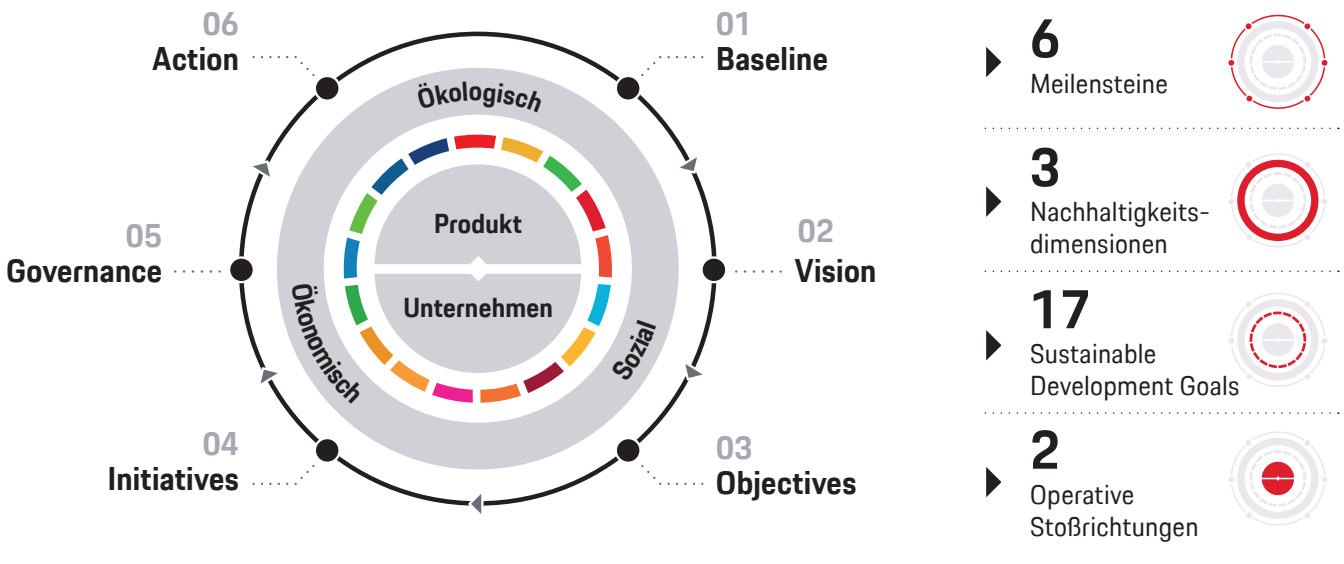 06
Action
01
Baseline
Ökologisch
05
Governance
Produkt
Unternehmen
02
Vision
Ökonomisch
Sozial
04
Initiatives
03
Objectives
6
Meilensteine
3
Nachhaltigkeits-
dimensionen
17
Sustainable
Development Goals
2
Operative
Stoßrichtungen